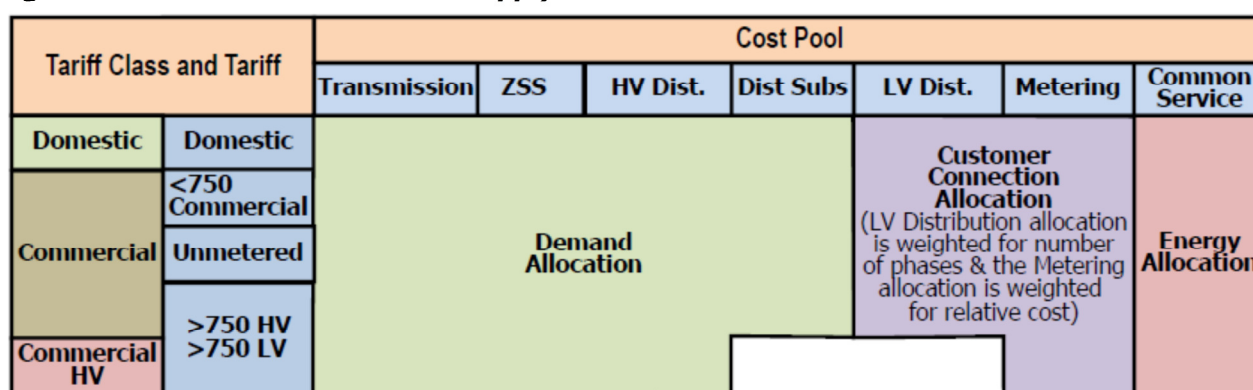 Cost Pool
Tariff Class and Tariff
Transmission ZSS HV Dist. Dist Subs LV Dist. Metering Common
Service
Domestic Domestic
<750
Commercial
Commercial Unmetered
>750 HV
>750 LV
Commercial
HV
Demand
Allocation
Customer
Connection
Allocation
(LV Distribution allocation
is weighted for number
of phases & the Metering
allocation is weighted
for relative cost)
Energy
Allocation